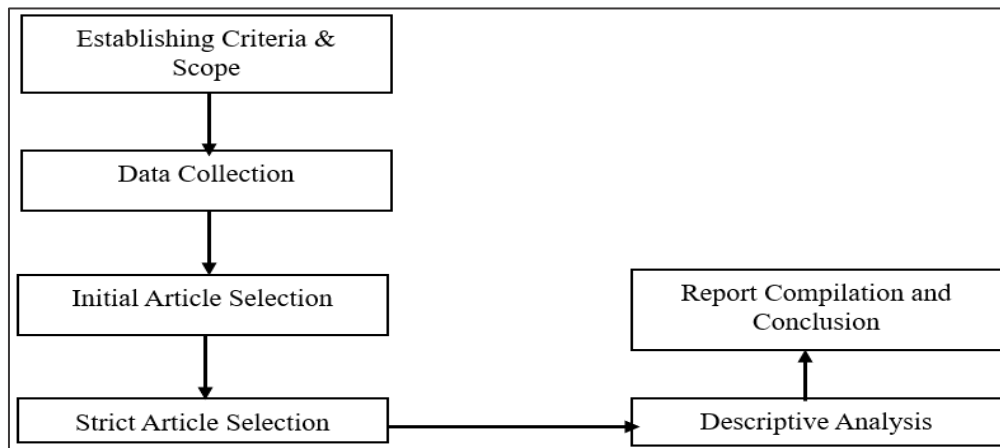 Establishing Criteria &
Scope
Data Collection
Initial Article Selection
Strict Article Selection
Descriptive Analysis
Report Compilation and
Conclusion